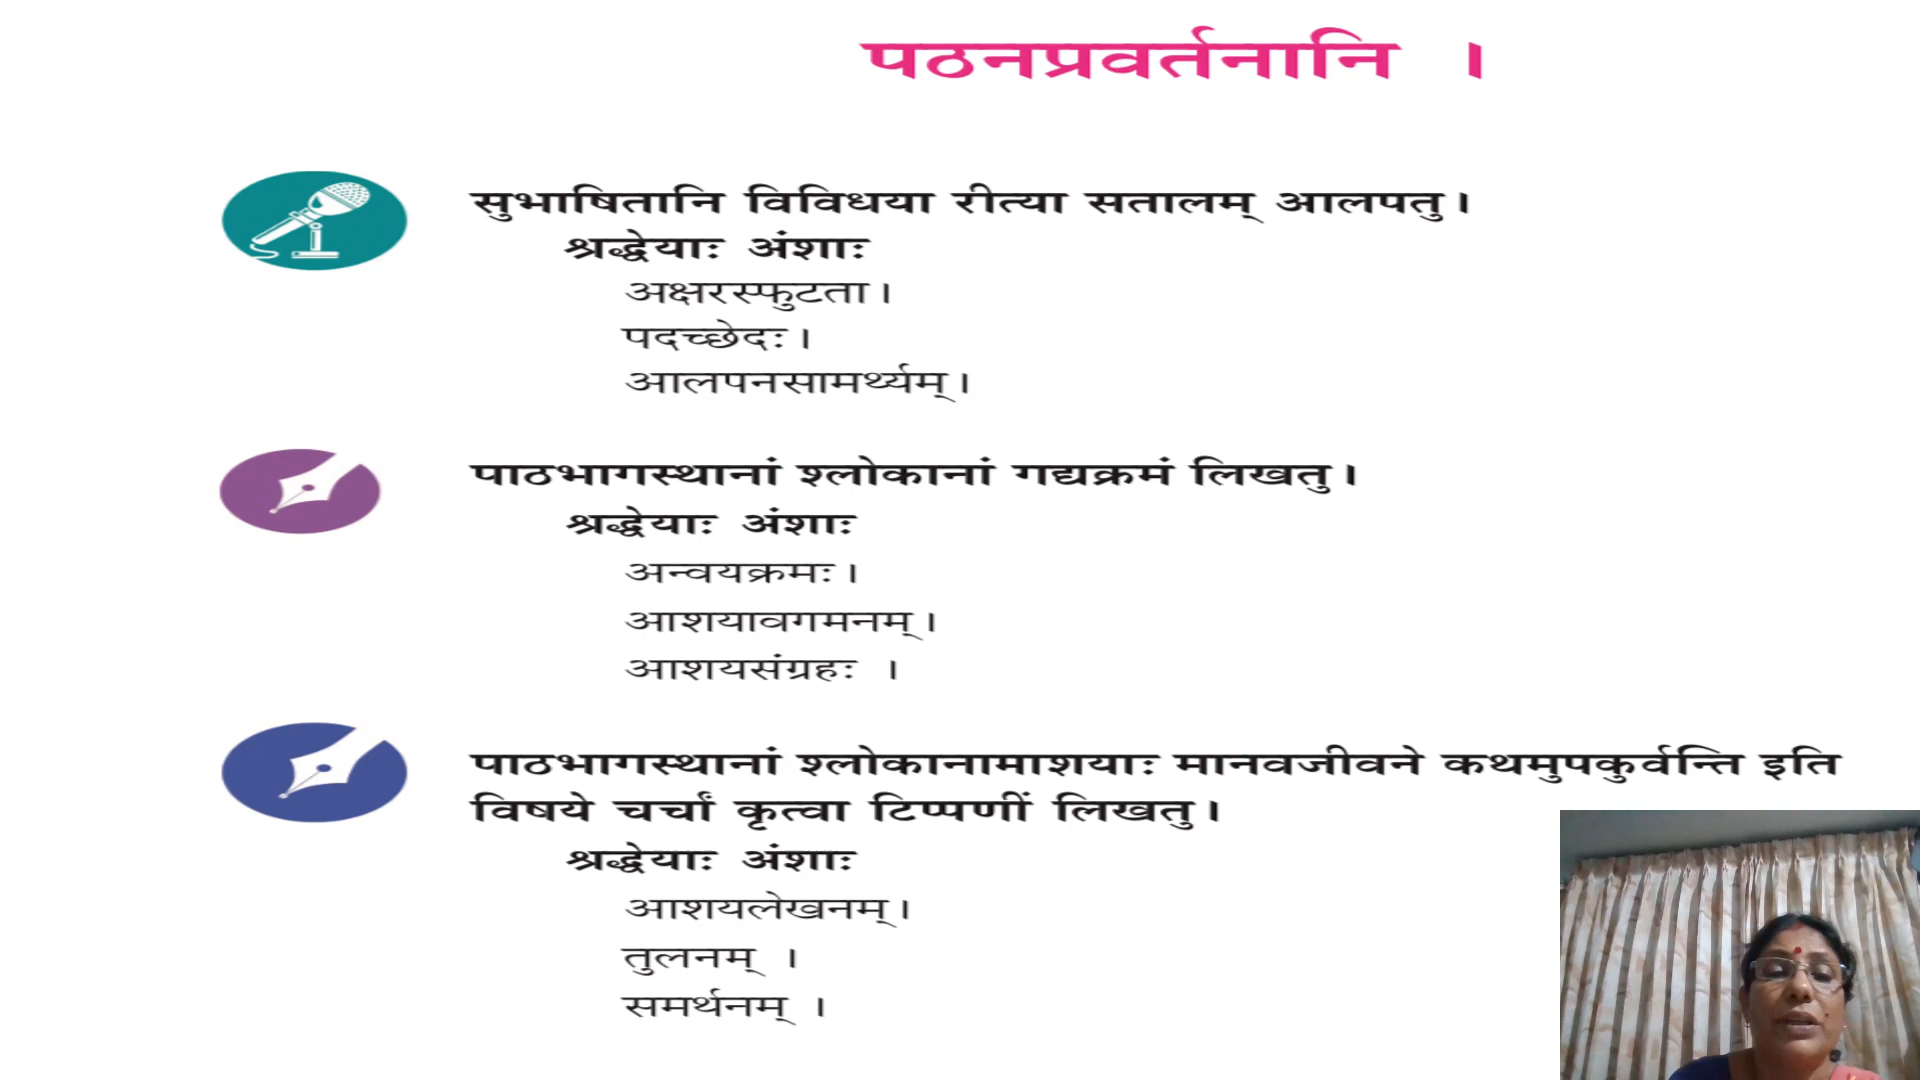 पठनप्रवर्तनानि ।
सुभाषितानि विविधया रीत्या सतालम् आलपतु।
श्रद्धेयाः अंशाः
अक्षरस्फुटता।
पदच्छेदः।
आलपनसामर्थ्यम्।
पाठभागस्थानां श्लोकानां गद्यक्रमं लिखतु।
श्रद्धेयाः अंशाः
अन्वयक्रमः।
आशयावगमनम्।
आशयसंग्रहः ।
पाठभागस्थानां श्लोकानामाशयाः मानवजीवने कथमुपकुर्वन्ति इति
विषये चर्चां कृत्वा टिप्पणीं लिखतु।
श्रद्धेयाः अंशाः
आशयलेखनम्।
तुलनम् ।
समर्थनम् ।